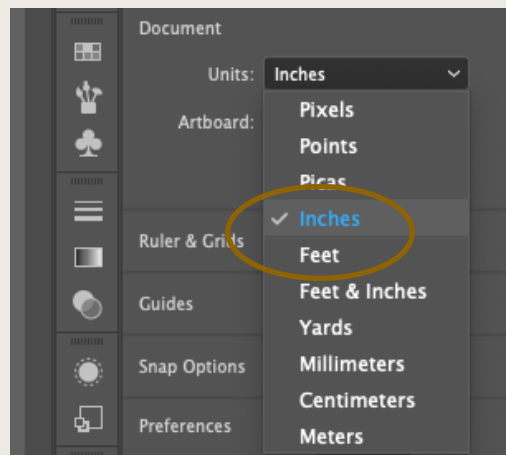 Document
Units: Inches
Artboard:
Pixels
Points
Picas
Inches
Ruler & Grids
Feet
Feet & Inches
Guides
Yards
Snap Options
Millimeters
Centimeters
Preferences
Meters